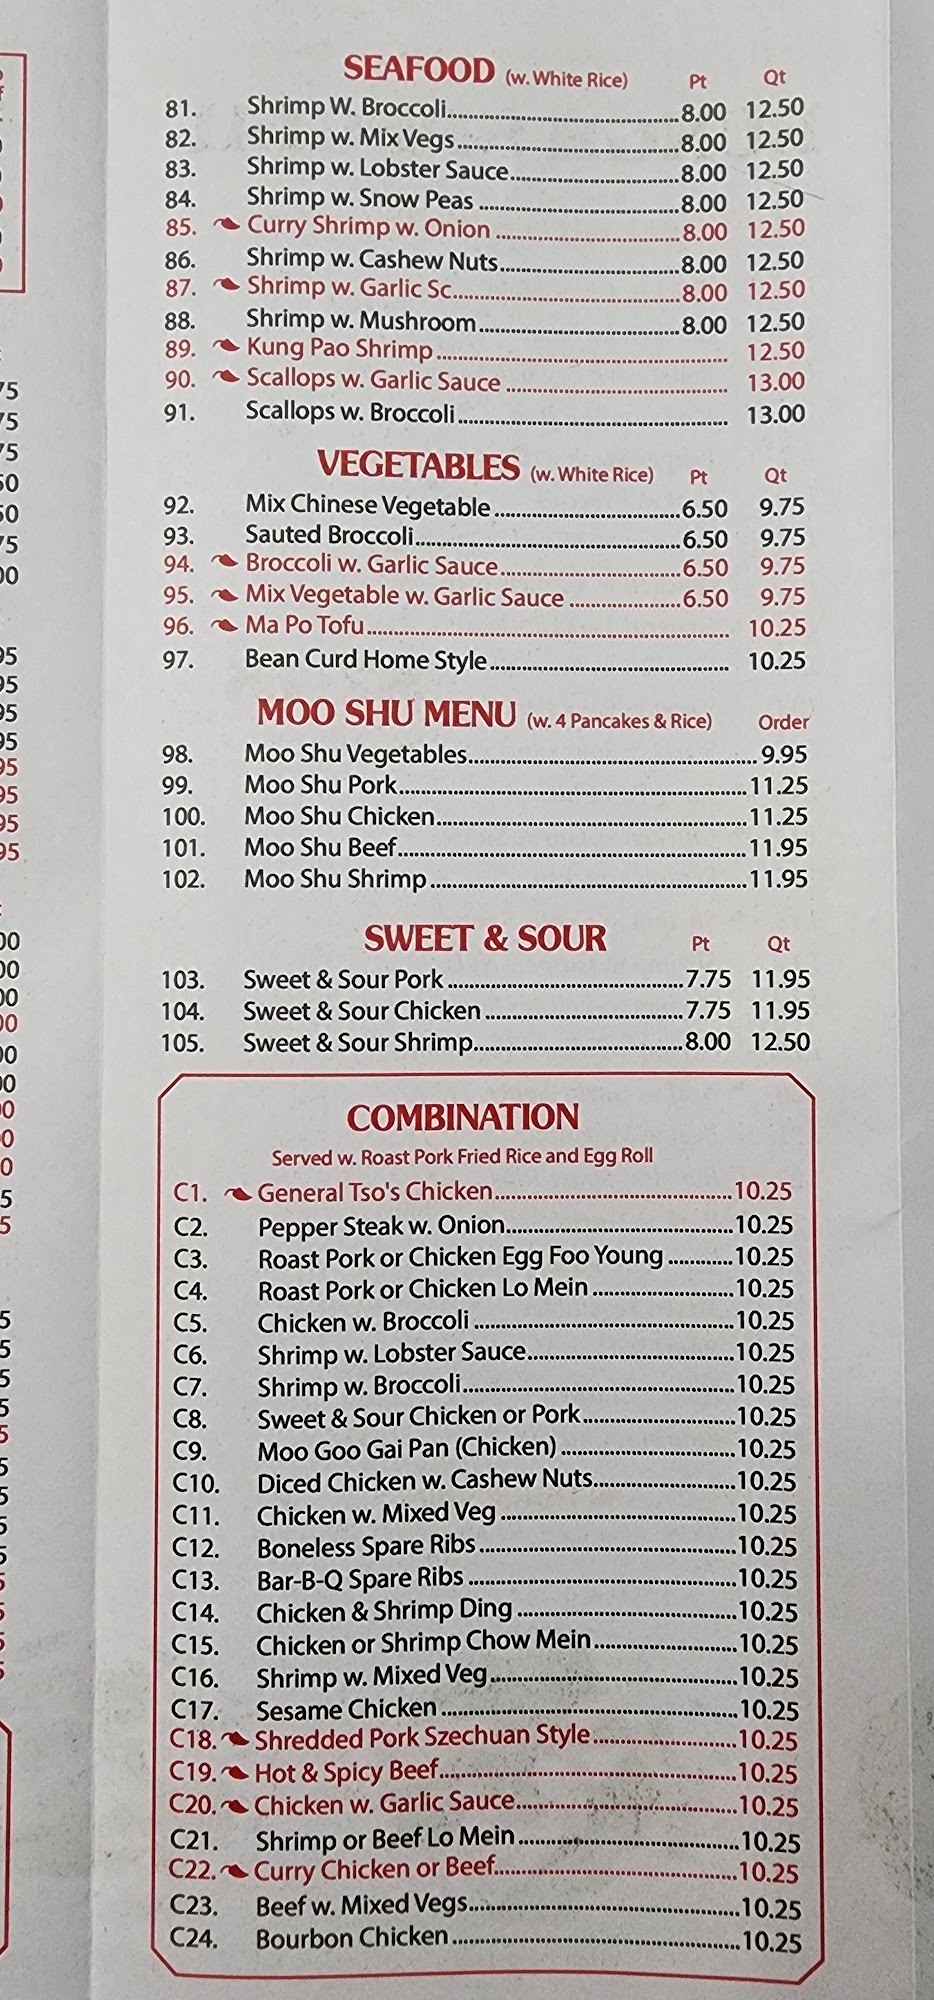 SEAFOOD (w. White Rice) Pt Qt
81. Shrimp W. Broccoli 8.00 12.50
82. Shrimp w. Mix Vegs 8.00 12.50
83. Shrimp w. Lobster Sauce 8.00 12.50
84. Shrimp w. Snow Peas 8.00 12.50
85. Curry Shrimp w. Onion 8.00 12.50
86. Shrimp w. Cashew Nuts 8.00 12.50
87. Shrimp w. Garlic Sc. 8.00 12.50
88. Shrimp w. Mushroom 8.00 12.50
89. Kung Pao Shrimp 12.50
90. Scallops w. Garlic Sauce 13.00
91. Scallops w. Broccoli 13.00
VEGETABLES (w. White Rice) Pt Qt
92. Mix Chinese Vegetable 6.50 9.75
93. Sauted Broccoli 6.50 9.75
94. Broccoli w. Garlic Sauce 6.50 9.75
95. Mix Vegetable w. Garlic Sauce 6.50 9.75
96. Ma Po Tofu 10.25
97. Bean Curd Home Style 10.25
MOO SHU MENU (w. 4 Pancakes & Rice) Order
98. Moo Shu Vegetables 9.95
99. Moo Shu Pork 11.25
100. Moo Shu Chicken 11.25
101. Moo Shu Beef 11.95
102. Moo Shu Shrimp 11.95
SWEET & SOUR Pt Qt
103. Sweet & Sour Pork 7.75 11.95
104. Sweet & Sour Chicken 7.75 11.95
105. Sweet & Sour Shrimp 8.00 12.50
COMBINATION
Served w. Roast Pork Fried Rice and Egg Roll
C1. General Tso's Chicken 10.25
C2. Pepper Steak w. Onion 10.25
C3. Roast Pork or Chicken Egg Foo Young 10.25
C4. Roast Pork or Chicken Lo Mein 10.25
C5. Chicken w. Broccoli 10.25
C6. Shrimp w. Lobster Sauce 10.25
C7. Shrimp w. Broccoli 10.25
C8. Sweet & Sour Chicken or Pork 10.25
C9. Moo Goo Gai Pan (Chicken) 10.25
C10. Diced Chicken w. Cashew Nuts 10.25
C11. Chicken w. Mixed Veg 10.25
C12. Boneless Spare Ribs 10.25
C13. Bar-B-Q Spare Ribs 10.25
C14. Chicken & Shrimp Ding 10.25
C15. Chicken or Shrimp Chow Mein 10.25
C16. Shrimp w. Mixed Veg 10.25
C17. Sesame Chicken 10.25
C18. Shredded Pork Szechuan Style 10.25
C19. Hot & Spicy Beef 10.25
C20. Chicken w. Garlic Sauce 10.25
C21. Shrimp or Beef Lo Mein 10.25
C22. Curry Chicken or Beef 10.25
C23. Beef w. Mixed Vegs 10.25
C24. Bourbon Chicken 10.25